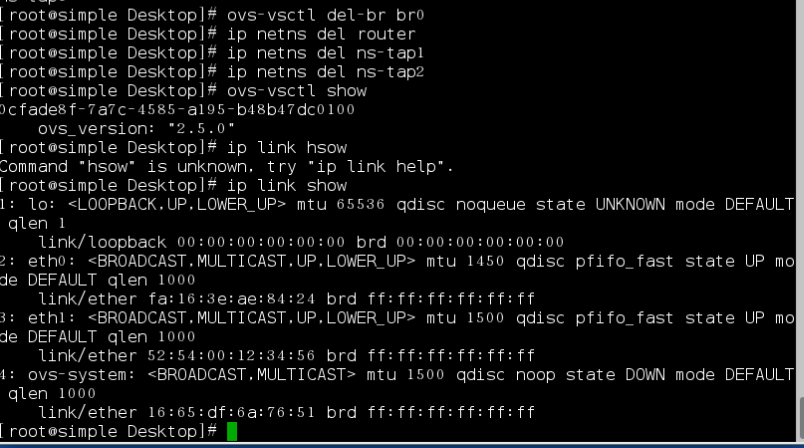 [root@simple Desktop]# ovs-vsctl del-br br0
[root@simple Desktop]# ip netns del router
[root@simple Desktop]# ip netns del ns-tap1
[root@simple Desktop]# ip netns del ns-tap2
[root@simple Desktop]# ovs-vsctl show
0cfade8f-7a7c-4585-a195-b48b47dc0100
    ovs_version: "2.5.0"
[root@simple Desktop]# ip link hsow
Command "hsow" is unknown, try "ip link help".
[root@simple Desktop]# ip link show
1: lo: <LOOPBACK,UP,LOWER_UP> mtu 65536 qdisc noqueue state UNKNOWN mode DEFAULT
 qlen 1
    link/loopback 00:00:00:00:00:00 brd 00:00:00:00:00:00
2: eth0: <BROADCAST,MULTICAST,UP,LOWER_UP> mtu 1450 qdisc pfifo_fast state UP mo
de DEFAULT qlen 1000
    link/ether fa:16:3e:ae:84:24 brd ff:ff:ff:ff:ff:ff
3: eth1: <BROADCAST,MULTICAST,UP,LOWER_UP> mtu 1500 qdisc pfifo_fast state UP mo
de DEFAULT qlen 1000
    link/ether 52:54:00:12:34:56 brd ff:ff:ff:ff:ff:ff
4: ovs-system: <BROADCAST,MULTICAST> mtu 1500 qdisc noop state DOWN mode DEFAULT
 qlen 1000
    link/ether 16:65:df:6a:76:51 brd ff:ff:ff:ff:ff:ff
[root@simple Desktop]#